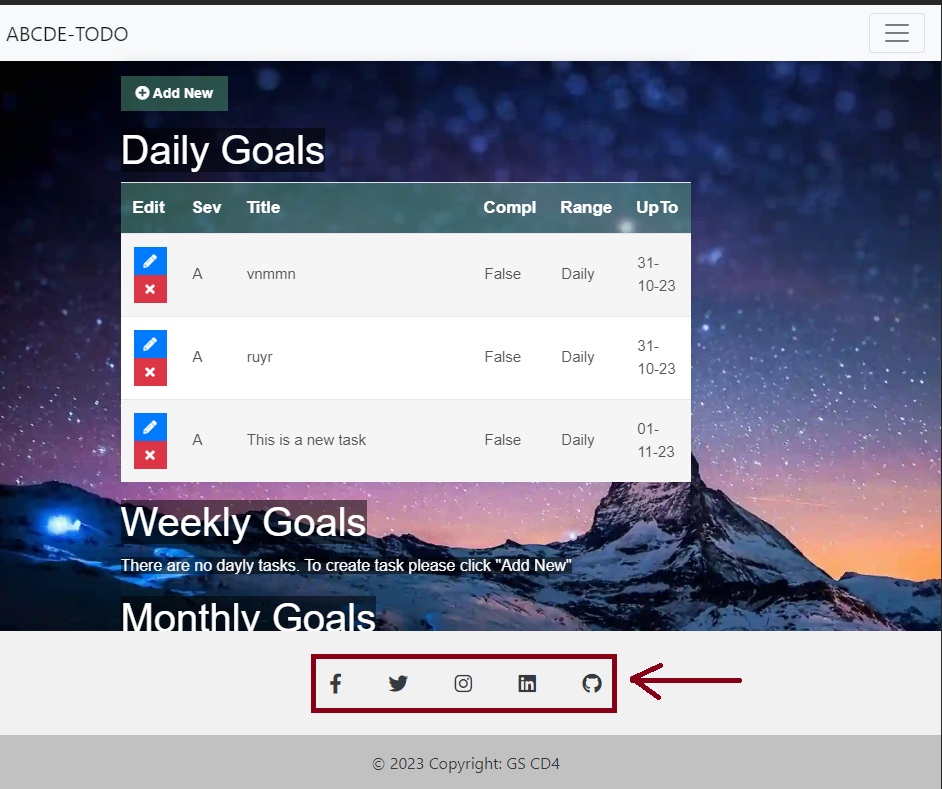 ABCDE-TODO
Add New
Daily Goals
Edit Sev Title Compl Range UpTo
A vnmmn False Daily 31-
10-23
A ruyr False Daily 31-
10-23
A This is a new task False Daily 01-
11-23
Weekly Goals
There are no dayly tasks. To create task please click "Add New"
Monthly Goals
© 2023 Copyright: GS CD4